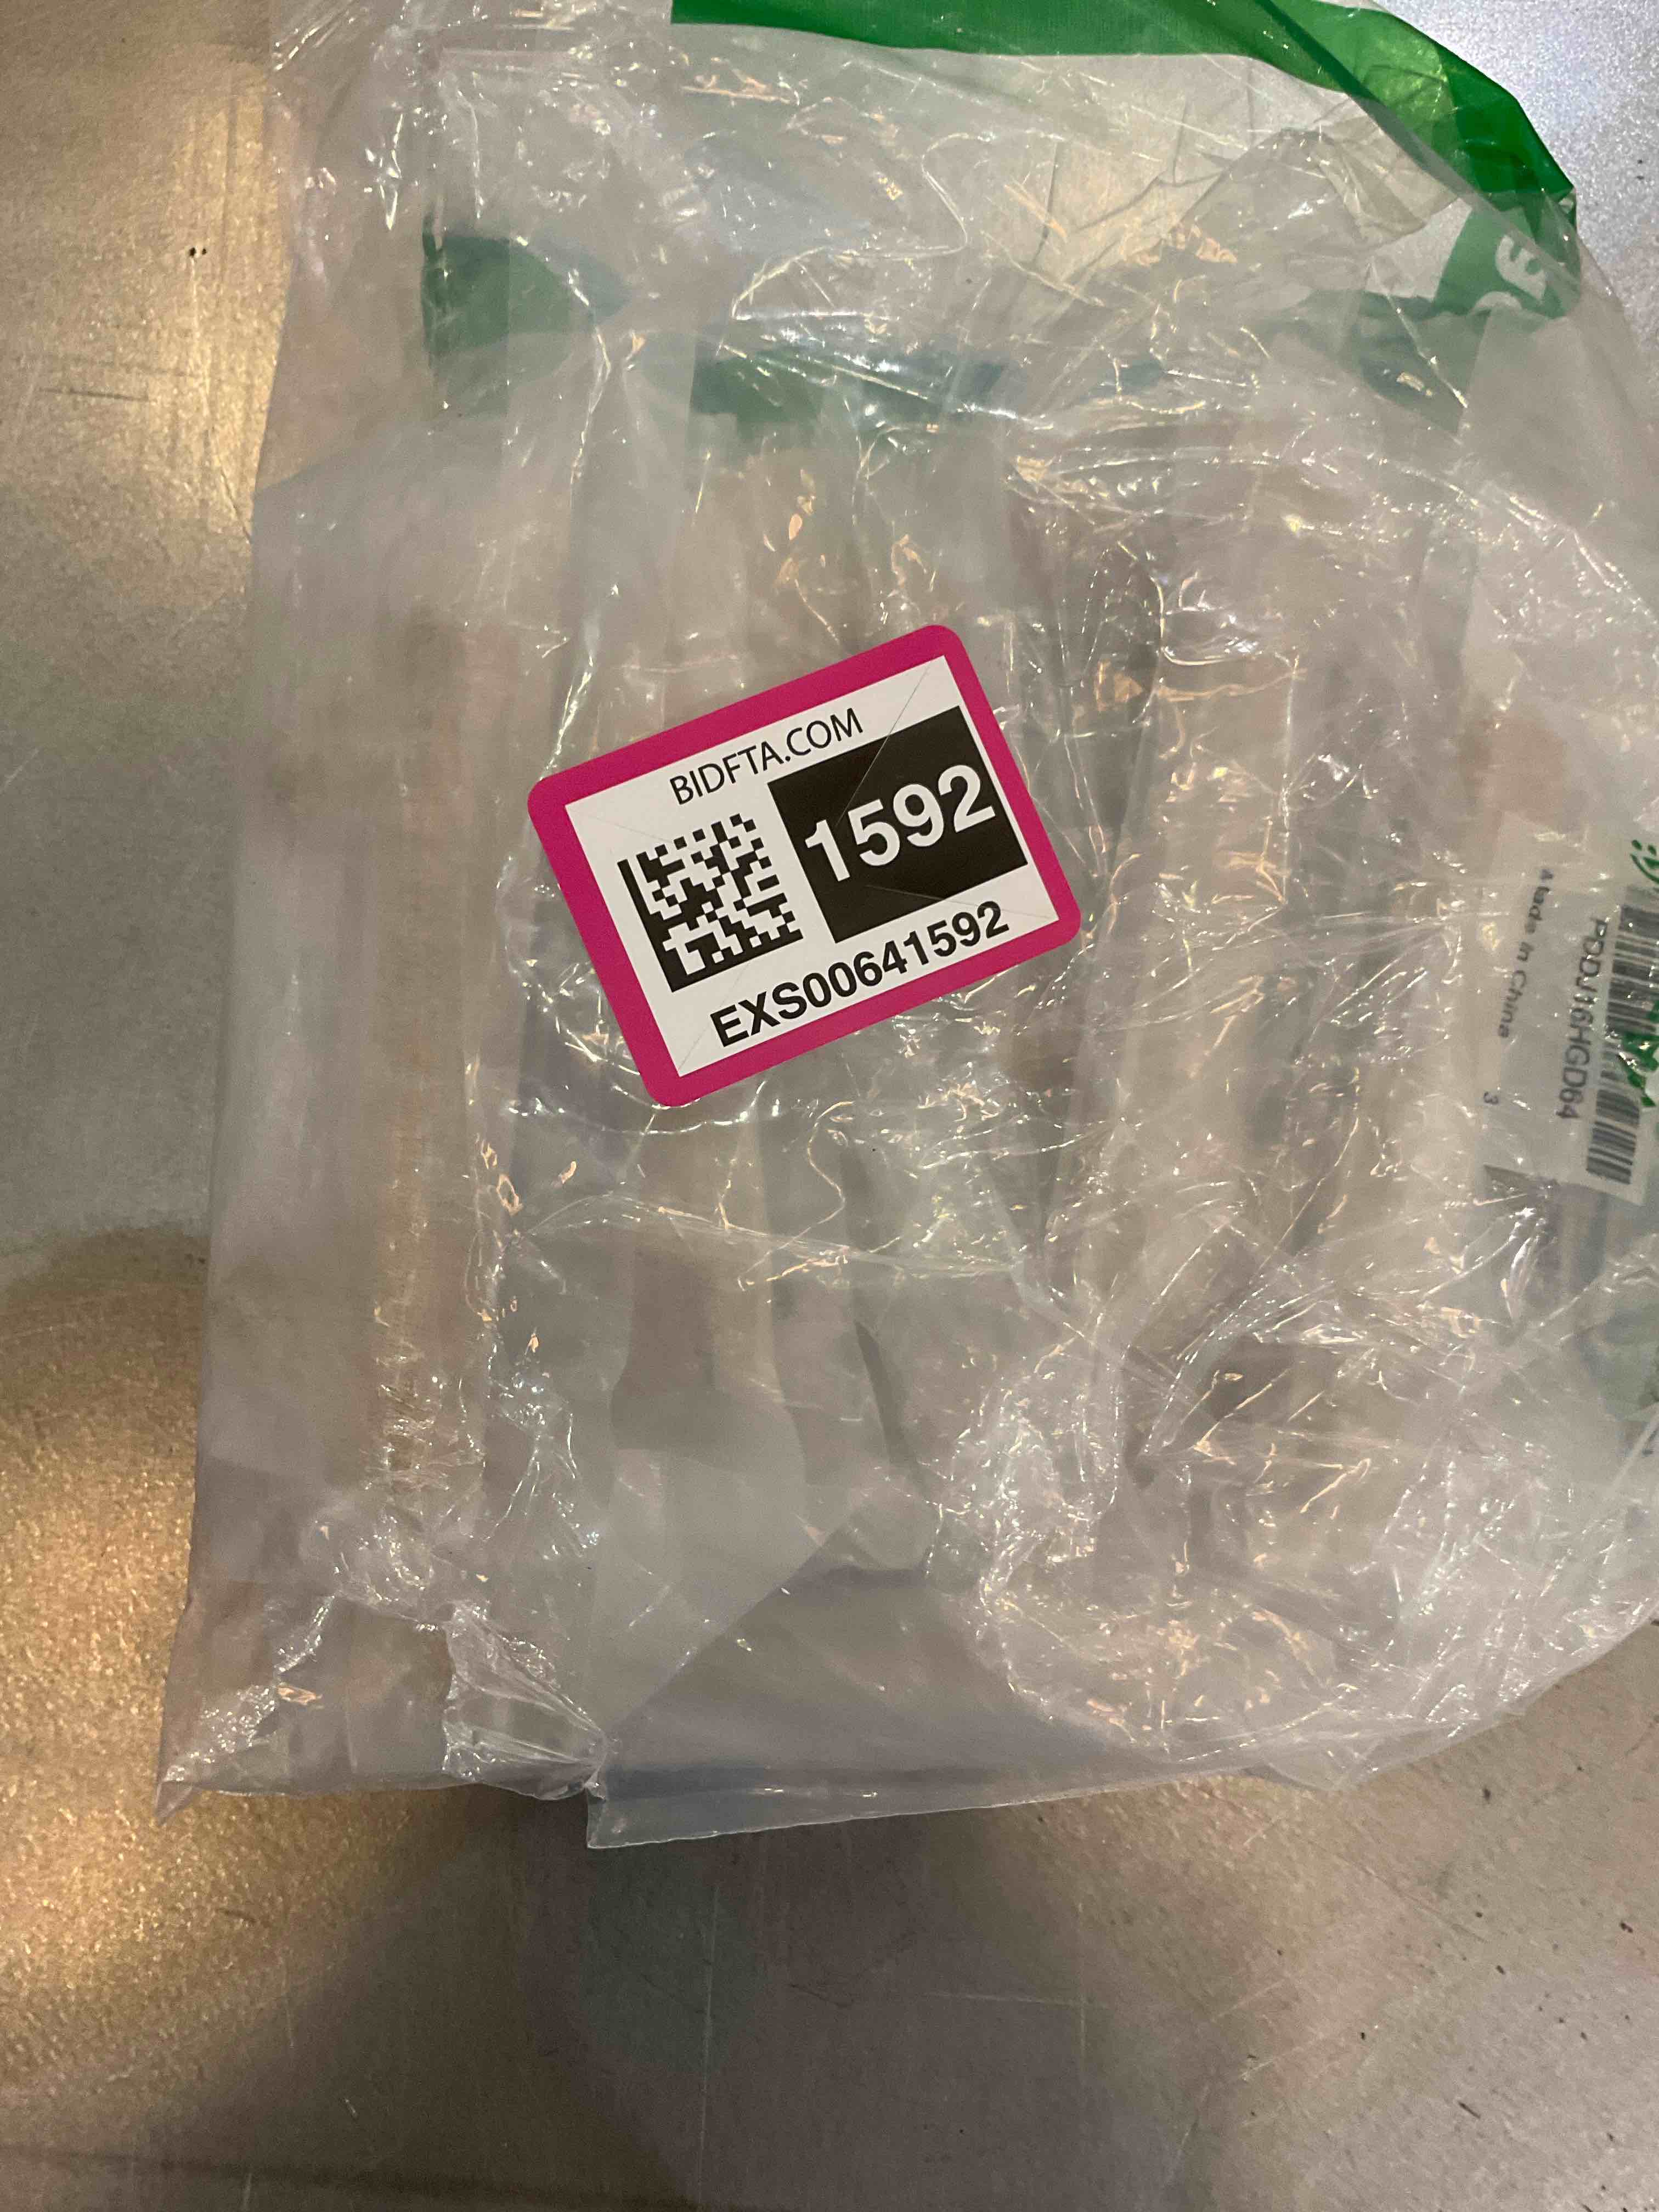 BIDFTA.COM
1592
EXS00641592
PDDJ16HGD64
Made in China
3